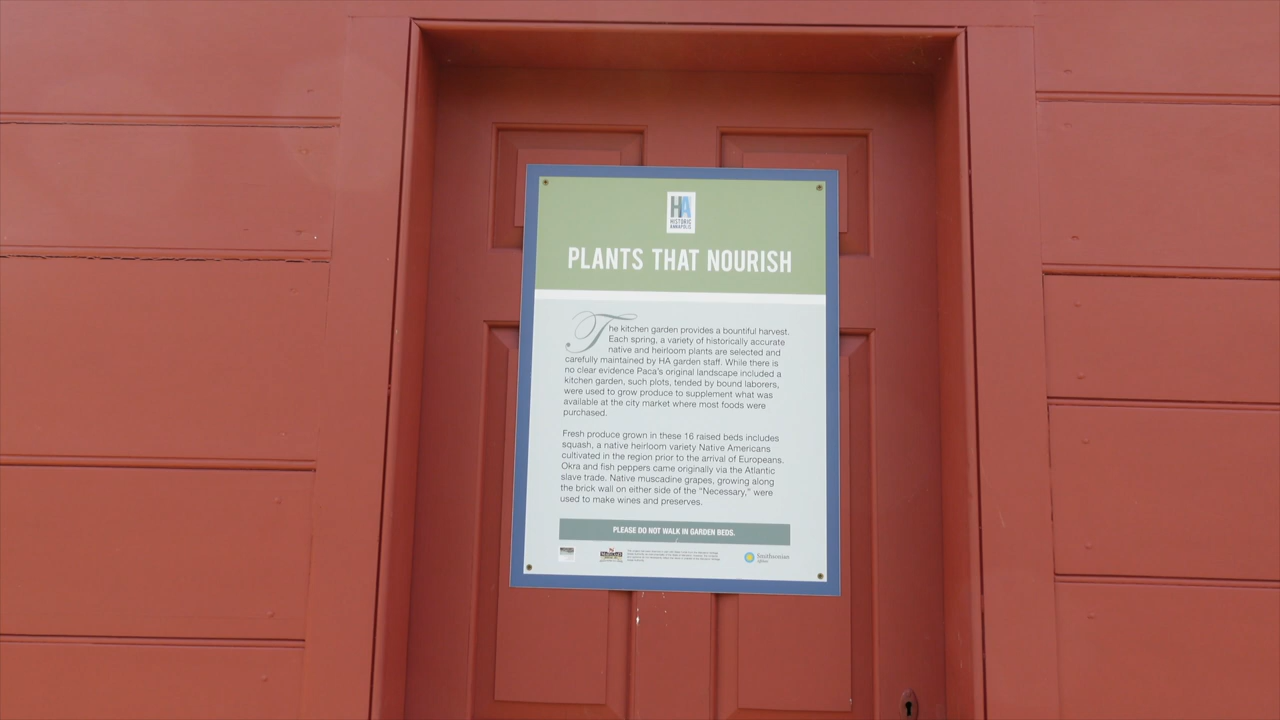 HA
HISTORIC
ANNAPOLIS
PLANTS THAT NOURISH
The kitchen garden provides a bountiful harvest.
Each spring, a variety of historically accurate
native and heirloom plants are selected and
carefully maintained by HA garden staff. While there is
no clear evidence Paca's original landscape included a
kitchen garden, such plots, tended by bound laborers,
were used to grow produce to supplement what was
available at the city market where most foods were
purchased.
Fresh produce grown in these 16 raised beds includes
squash, a native heirloom variety Native Americans
cultivated in the region prior to the arrival of Europeans.
Okra and fish peppers came originally via the Atlantic
slave trade. Native muscadine grapes, growing along
the brick wall on either side of the "Necessary," were
used to make wines and preserves.
PLEASE DO NOT WALK IN GARDEN BEDS.
Smithsonian